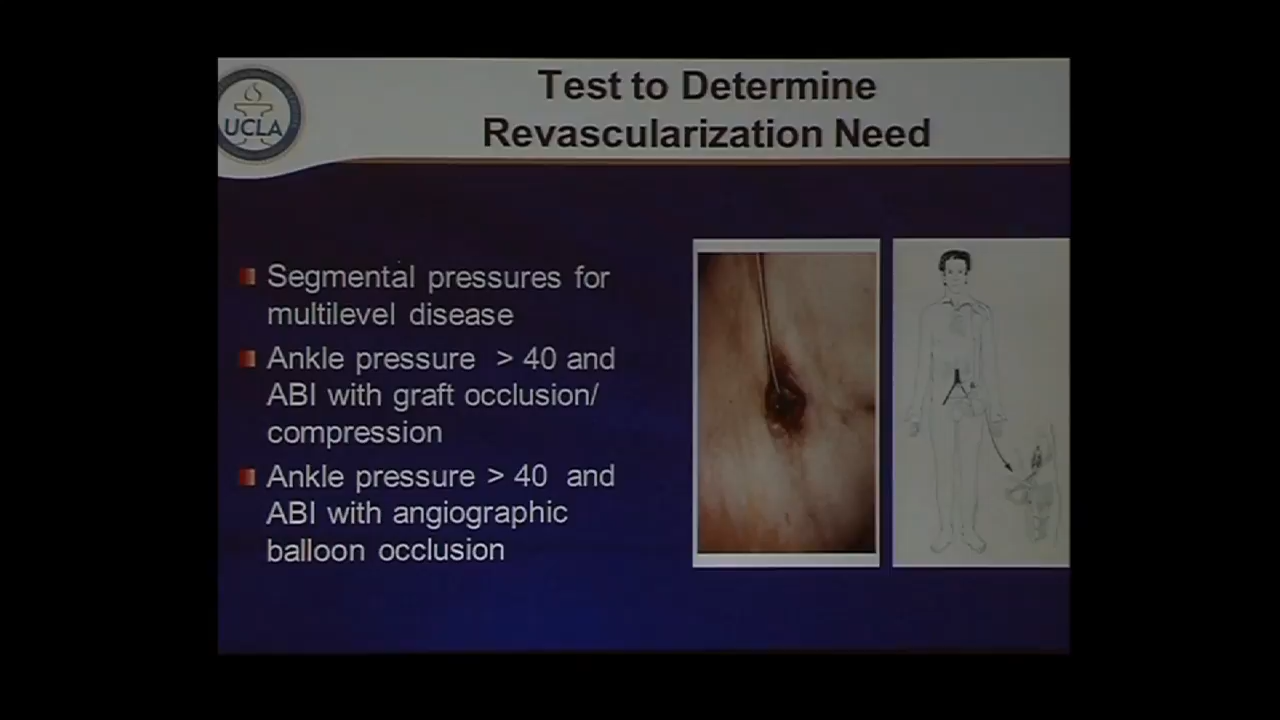 Test to Determine
Revascularization Need
UCLA
Segmental pressures for
multilevel disease
Ankle pressure > 40 and
ABI with graft occlusion/
compression
Ankle pressure > 40 and
ABI with angiographic
balloon occlusion